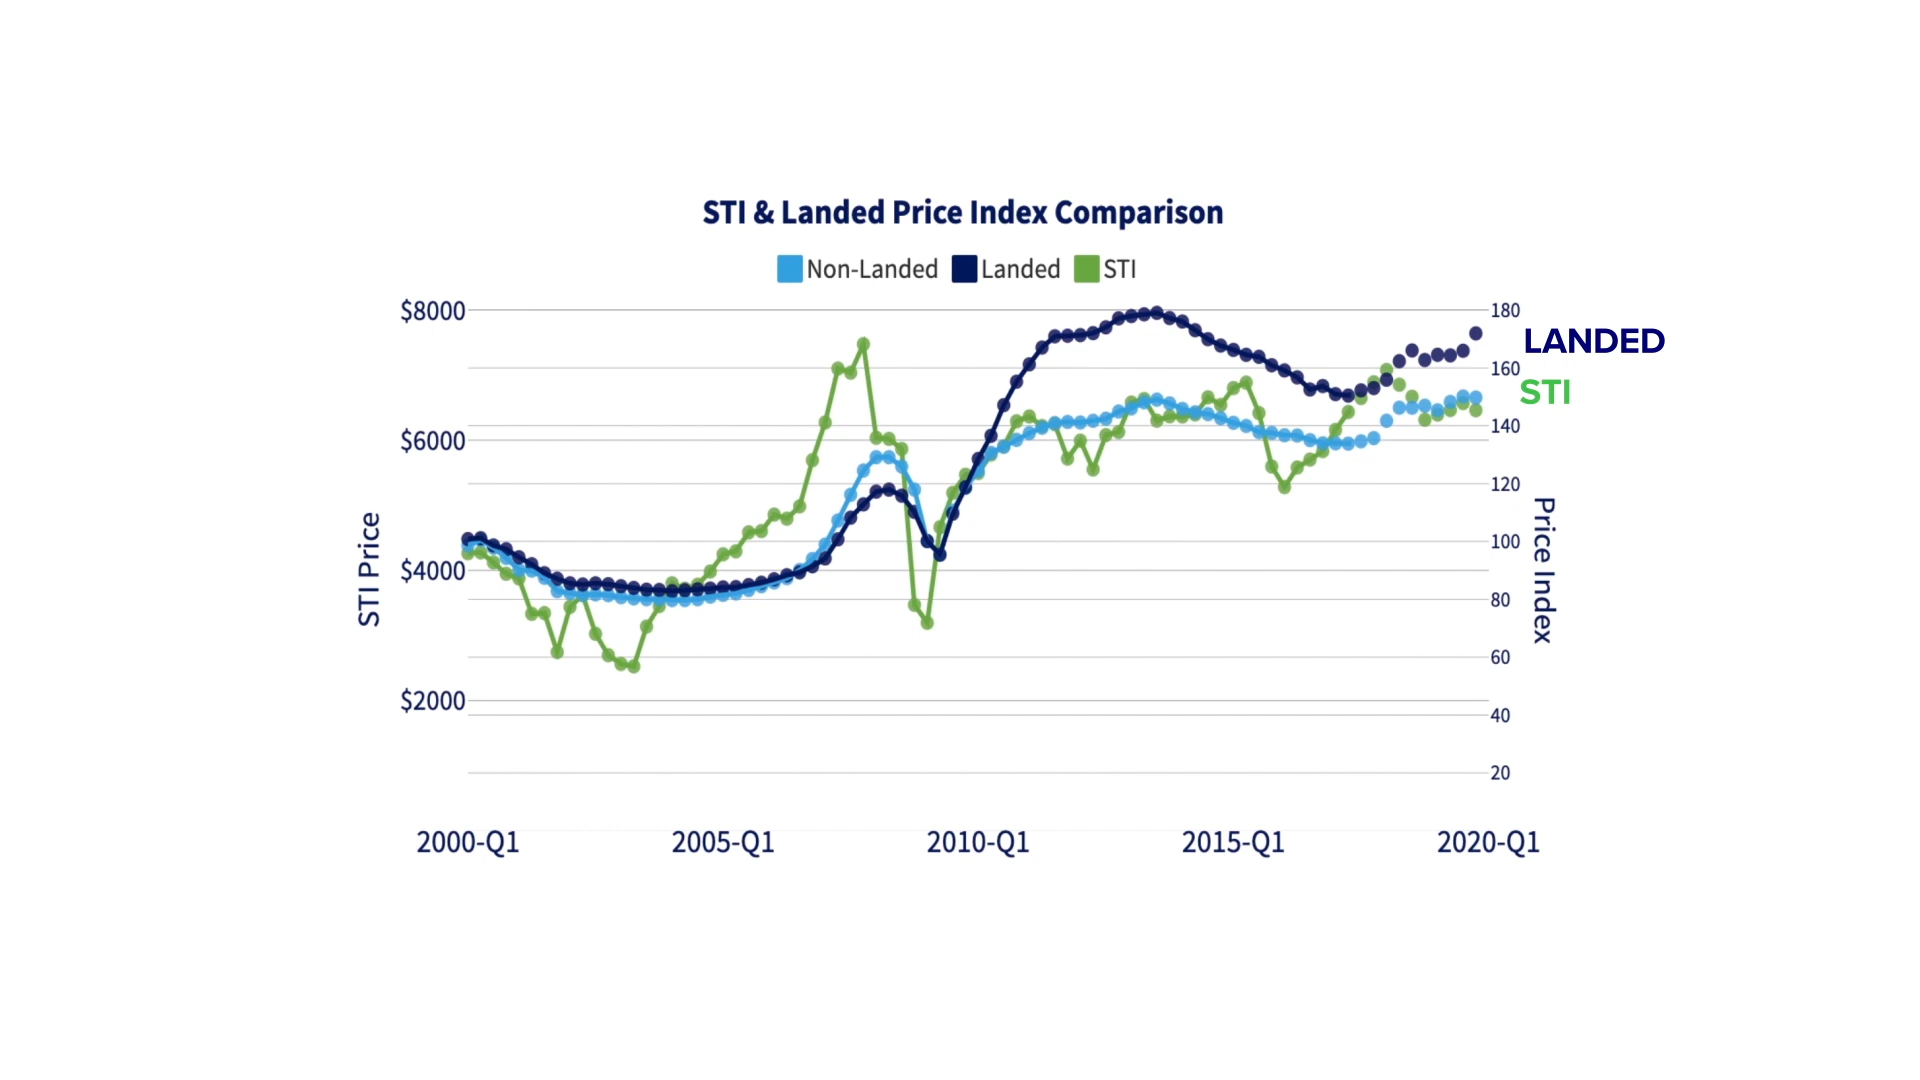 STI & Landed Price Index Comparison
Non-Landed Landed STI
$8000
$6000
$4000
$2000
STI Price
180
160
140
120
100
80
60
40
20
Price Index
LANDED
STI
2000-Q1 2005-Q1 2010-Q1 2015-Q1 2020-Q1